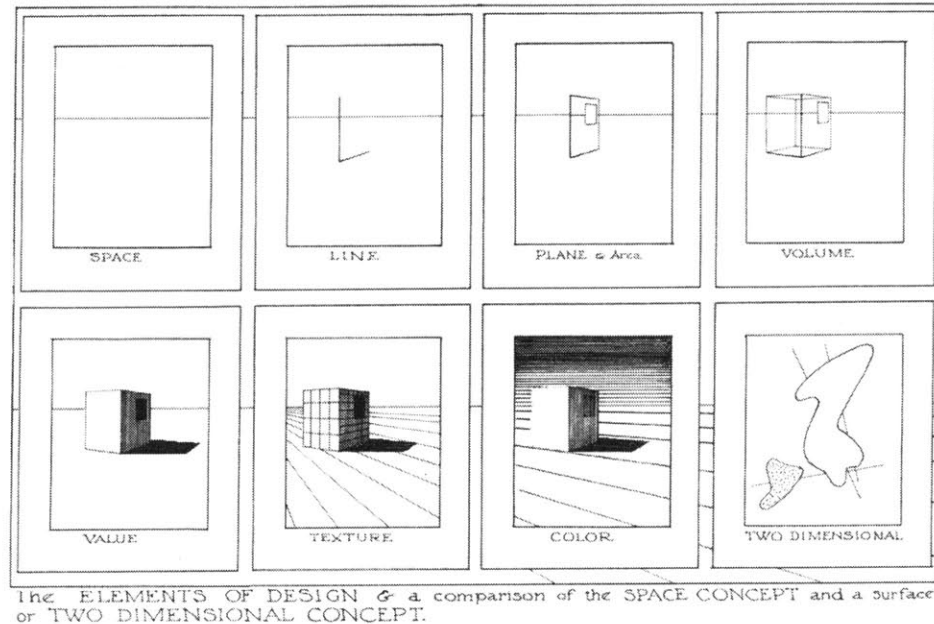 SPACE
LINE
PLANE & Area
VOLUME
VALUE
TEXTURE
COLOR
TWO DIMENSIONAL
The ELEMENTS OF DESIGN & a comparison of the SPACE CONCEPT and a surface
or TWO DIMENSIONAL CONCEPT.